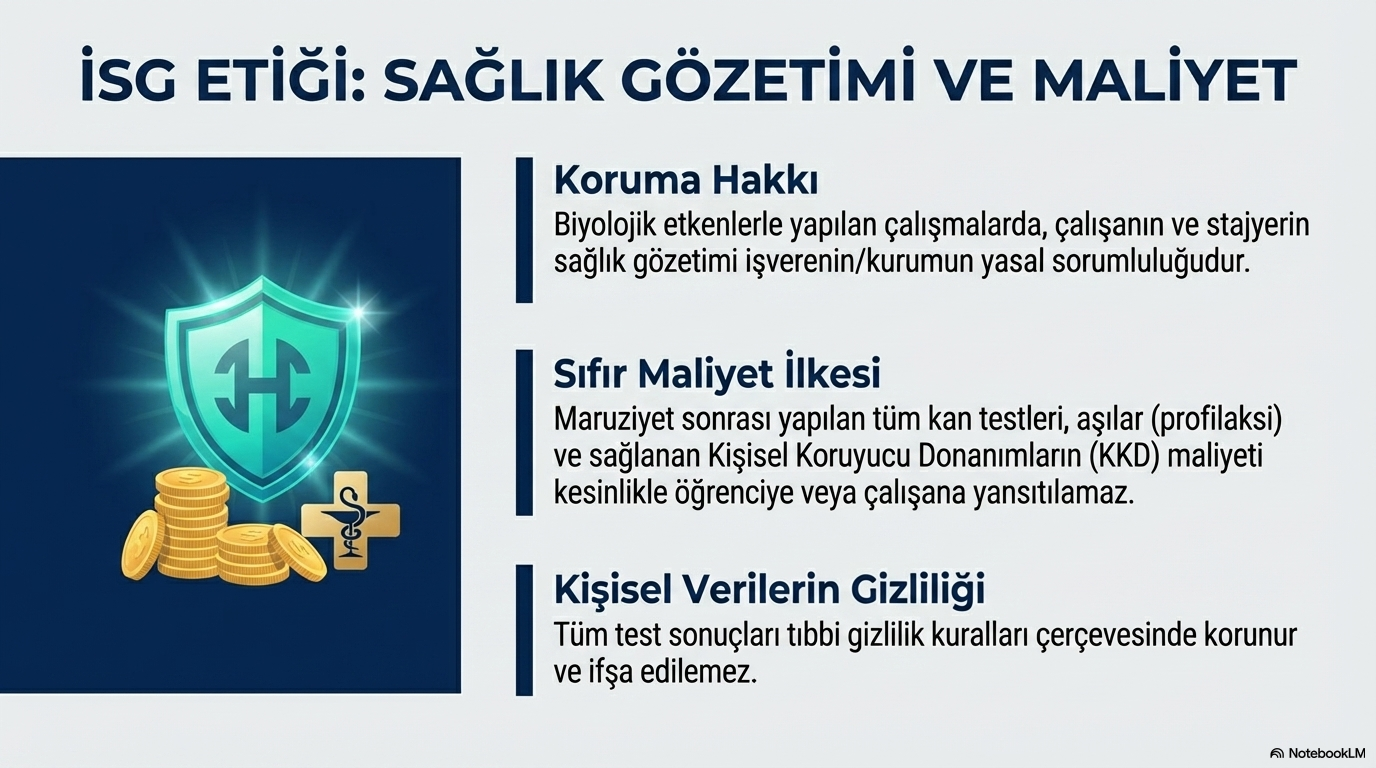 İSG ETİĞİ: SAĞLIK GÖZETİMİ VE MALİYET
Koruma Hakkı
Biyolojik etkenlerle yapılan çalışmalarda, çalışanın ve stajyerin
sağlık gözetimi işverenin/kurumun yasal sorumluluğudur.
Sıfır Maliyet İlkesi
Maruziyet sonrası yapılan tüm kan testleri, aşılar (profilaksi)
ve sağlanan Kişisel Koruyucu Donanımların (KKD) maliyeti
kesinlikle öğrenciye veya çalışana yansıtılamaz.
Kişisel Verilerin Gizliliği
Tüm test sonuçları tıbbi gizlilik kuralları çerçevesinde korunur
ve ifşa edilemez.
NotebookLM